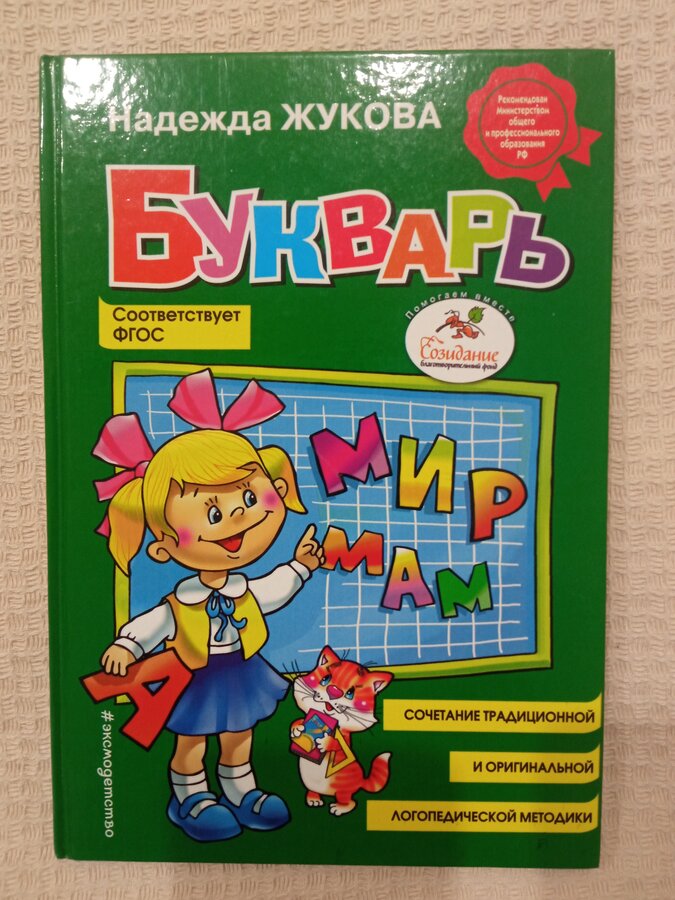 Надежда ЖУКОВА
Рекомендован
Министерством
общего
и профессионального
образования
РФ
БУКВАРЬ
Соответствует
ФГОС
Помогаем вместе
Созидание
благотворительный фонд
МИР
МАМ
А
#эксмодетство
СОЧЕТАНИЕ ТРАДИЦИОННОЙ
И ОРИГИНАЛЬНОЙ
ЛОГОПЕДИЧЕСКОЙ МЕТОДИКИ